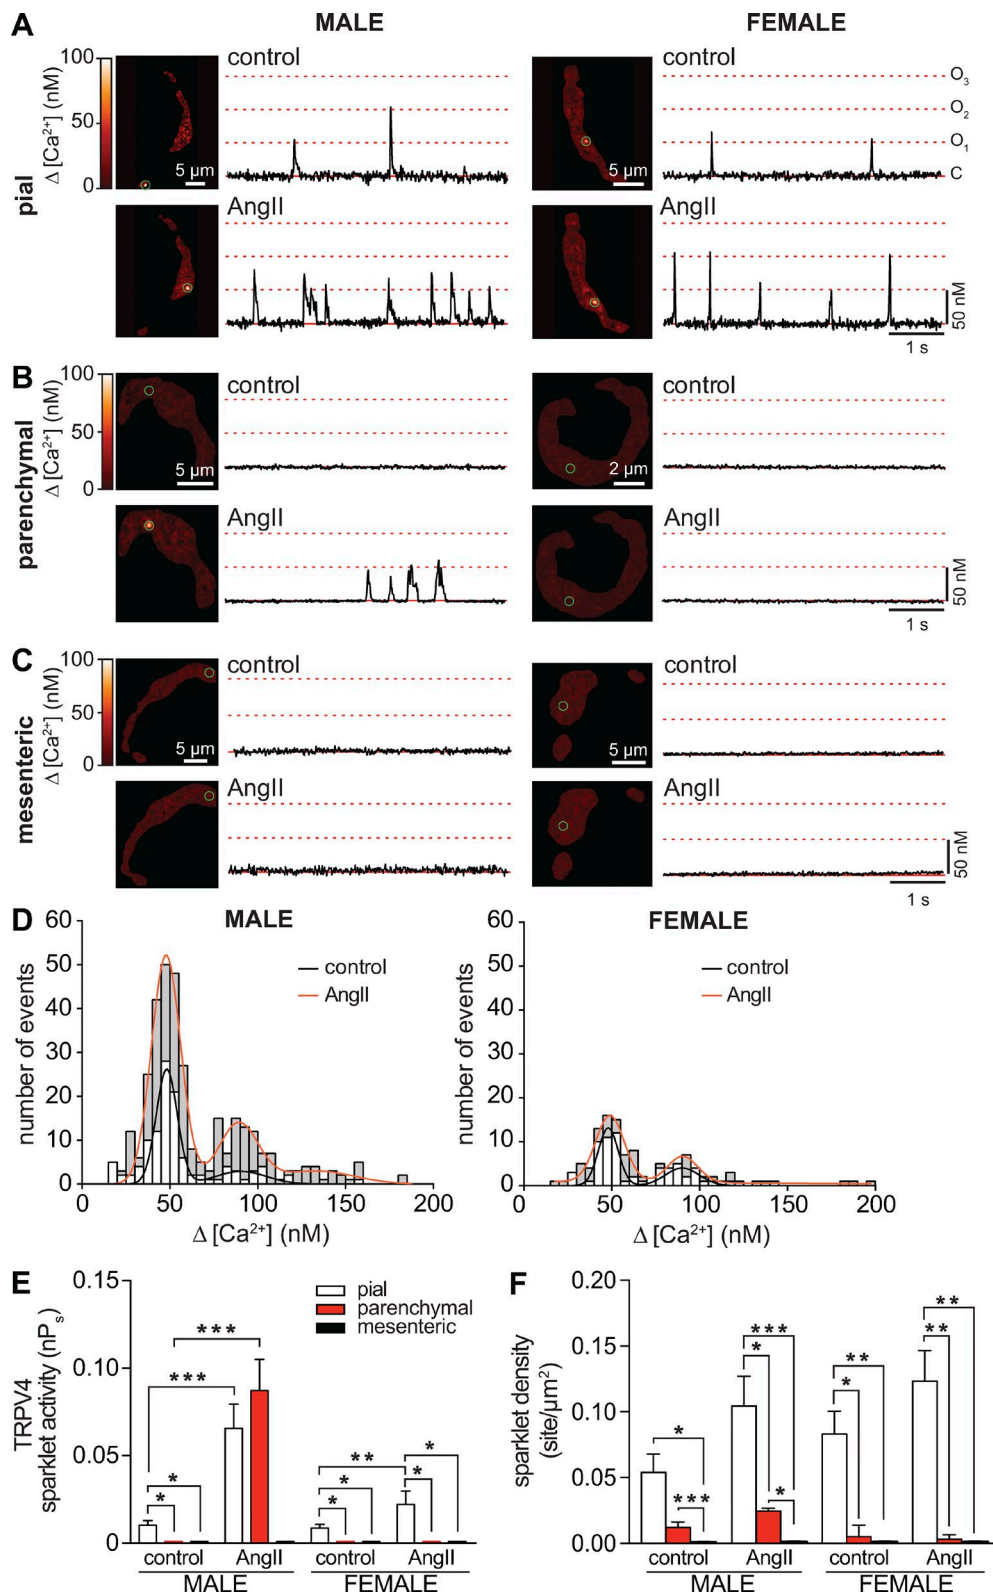 A MALE FEMALE
pial
Δ [Ca²⁺] (nM)
100
50
0
control
5 µm
control
5 µm
O₃
O₂
O₁
C
AngII
AngII
50 nM
1 s
B
parenchymal
Δ [Ca²⁺] (nM)
100
50
0
control
5 µm
control
2 µm
AngII
AngII
50 nM
1 s
C
mesenteric
Δ [Ca²⁺] (nM)
100
50
0
control
5 µm
control
5 µm
AngII
AngII
50 nM
1 s
D MALE
number of events
60
50
40
30
20
10
0
control
AngII
0 50 100 150 200
Δ [Ca²⁺] (nM)
FEMALE
number of events
60
50
40
30
20
10
0
control
AngII
0 50 100 150 200
Δ [Ca²⁺] (nM)
E
TRPV4
sparklet activity (nPₛ)
0.15
0.10
0.05
0.00
pial
parenchymal
mesenteric
***
***
*
*
**
*
*
*
*
control AngII control AngII
MALE FEMALE
F
sparklet density
(site/µm²)
0.20
0.15
0.10
0.05
0.00
**
***
**
*
**
*
*
***
*
control AngII control AngII
MALE FEMALE